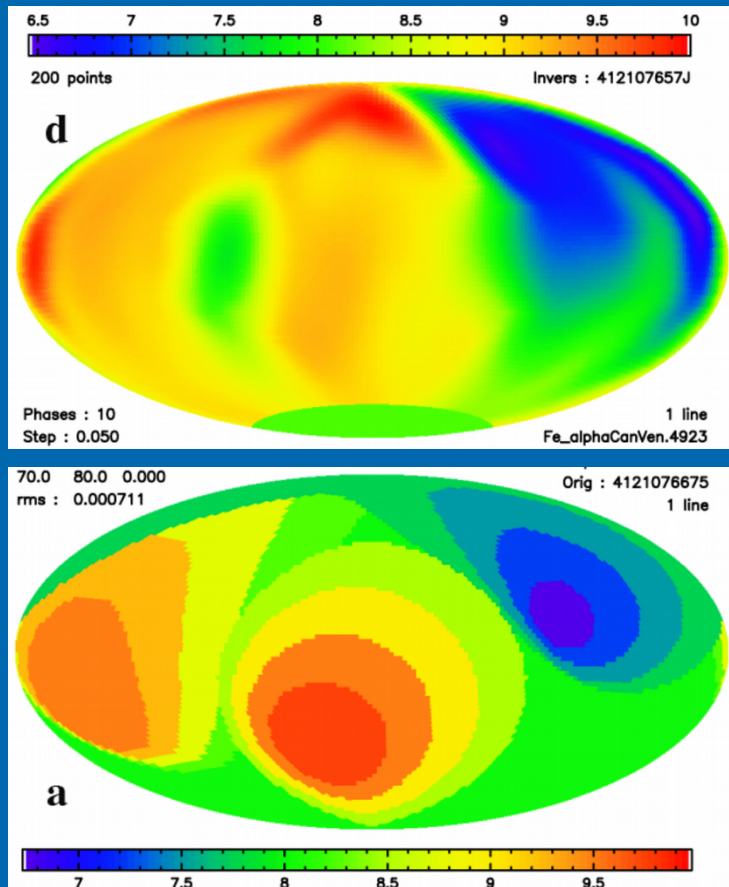 6.5 7 7.5 8 8.5 9 9.5 10
200 points Invers : 412107657J
d
Phases : 10 1 line
Step : 0.050 Fe_alphaCanVen.4923
70.0 80.0 0.000 Orig : 4121076675
rms : 0.000711 1 line
a
7 7.5 8 8.5 9 9.5